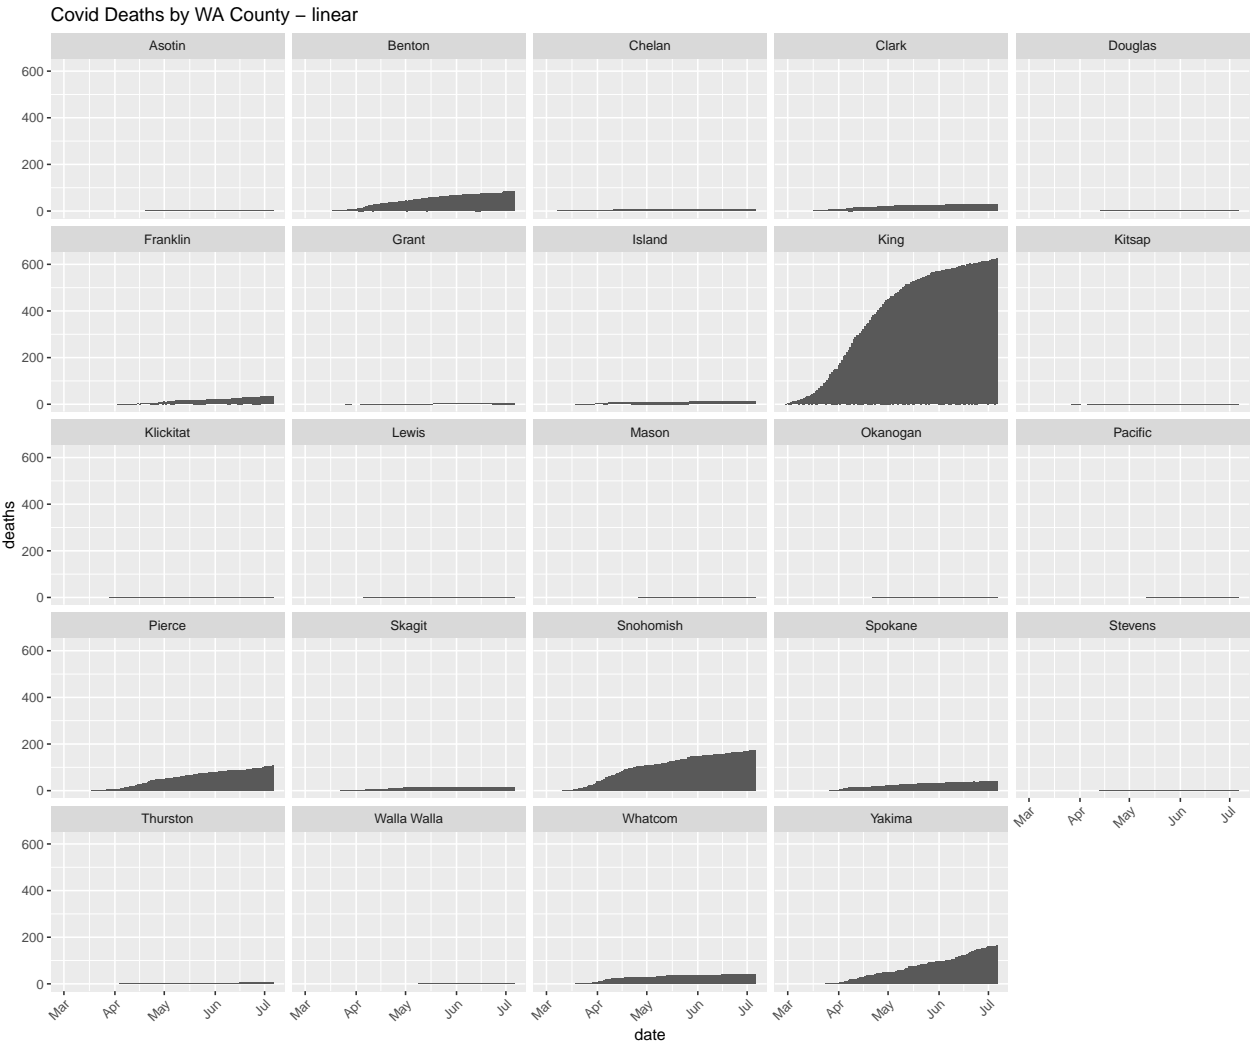 Covid Deaths by WA County – linear
Asotin Benton Chelan Clark Douglas
600
400
200
0
Franklin Grant Island King Kitsap
600
400
200
0
Klickitat Lewis Mason Okanogan Pacific
600
400
200
0
deaths
Pierce Skagit Snohomish Spokane Stevens
600
400
200
0
Mar Apr May Jun Jul
Thurston Walla Walla Whatcom Yakima
600
400
200
0
Mar Apr May Jun Jul Mar Apr May Jun Jul Mar Apr May Jun Jul Mar Apr May Jun Jul
date